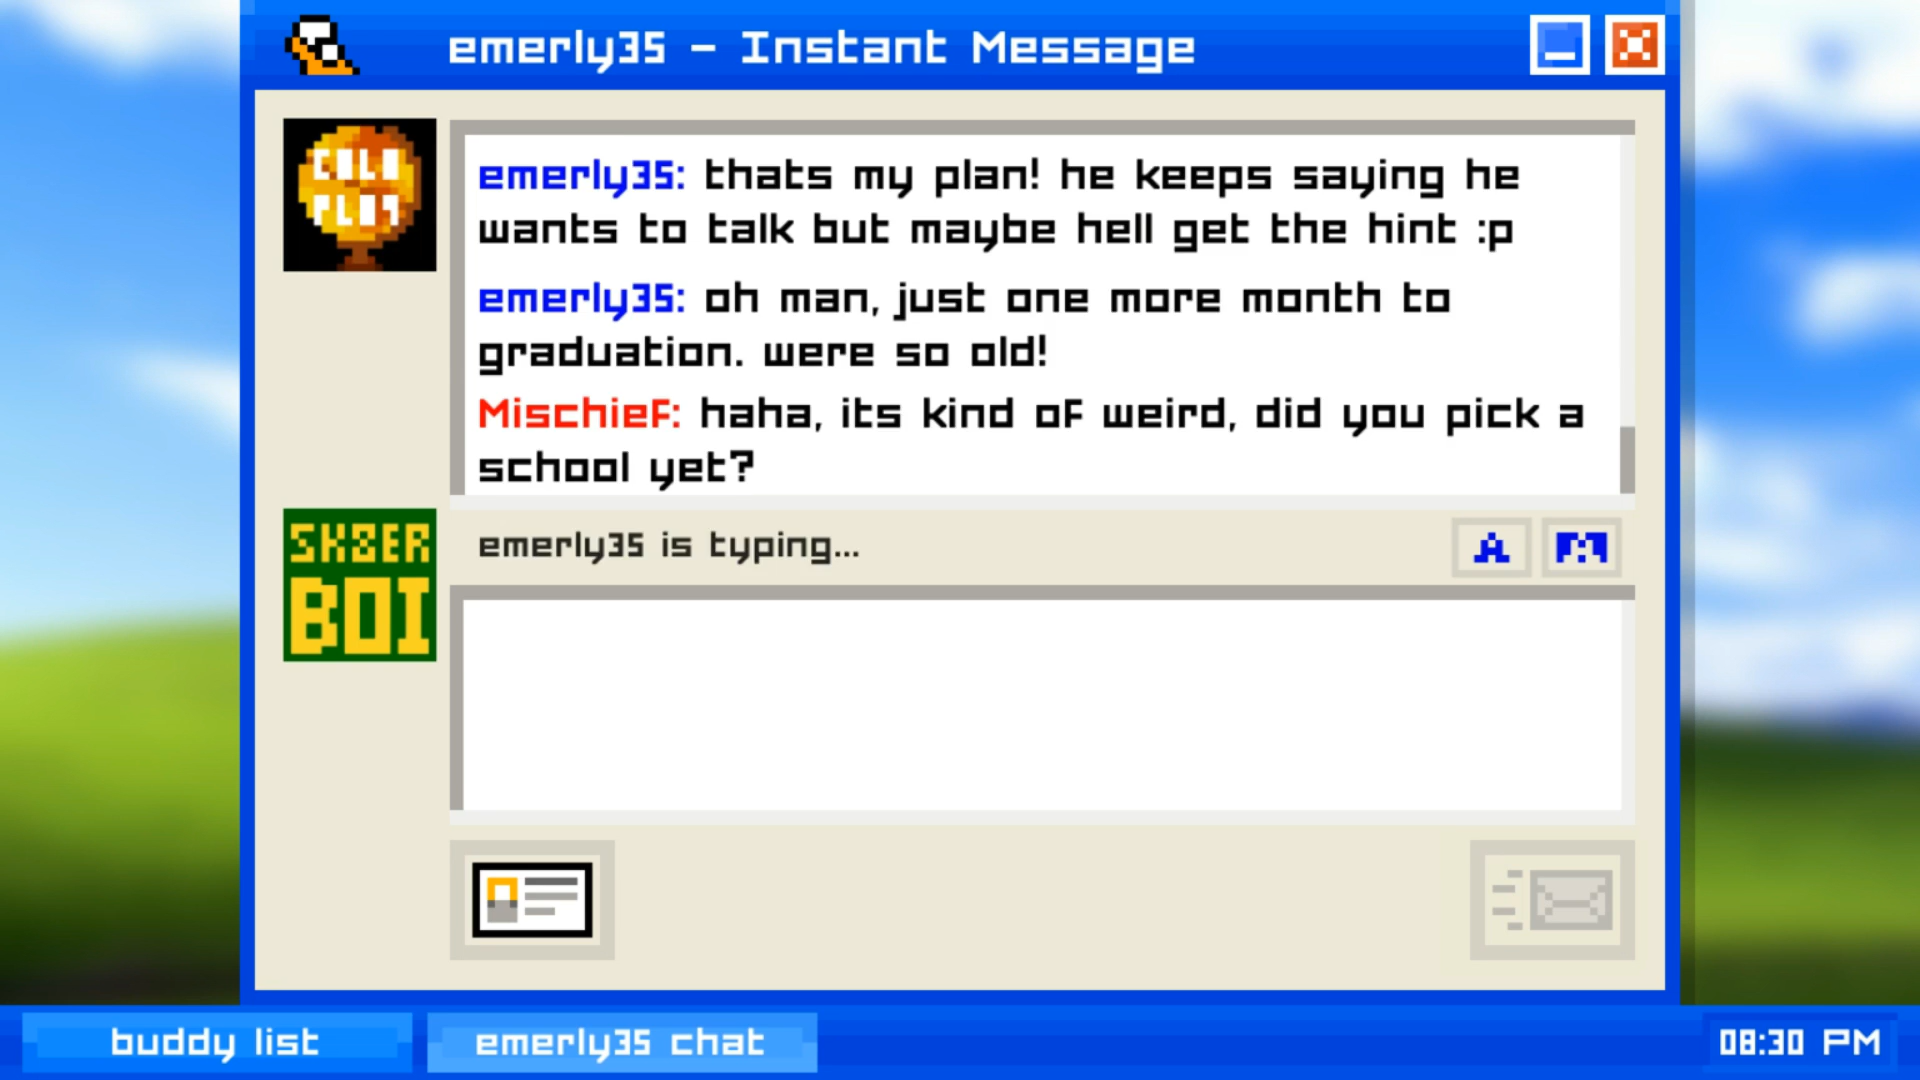 emerly35 - Instant Message
COLD
PLAY
emerly35: thats my plan! he keeps saying he
wants to talk but maybe hell get the hint :p
emerly35: oh man, just one more month to
graduation. were so old!
Mischief: haha, its kind of weird, did you pick a
school yet?
SK8ER
BOI
emerly35 is typing...
A
buddy list
emerly35 chat
08:30 PM